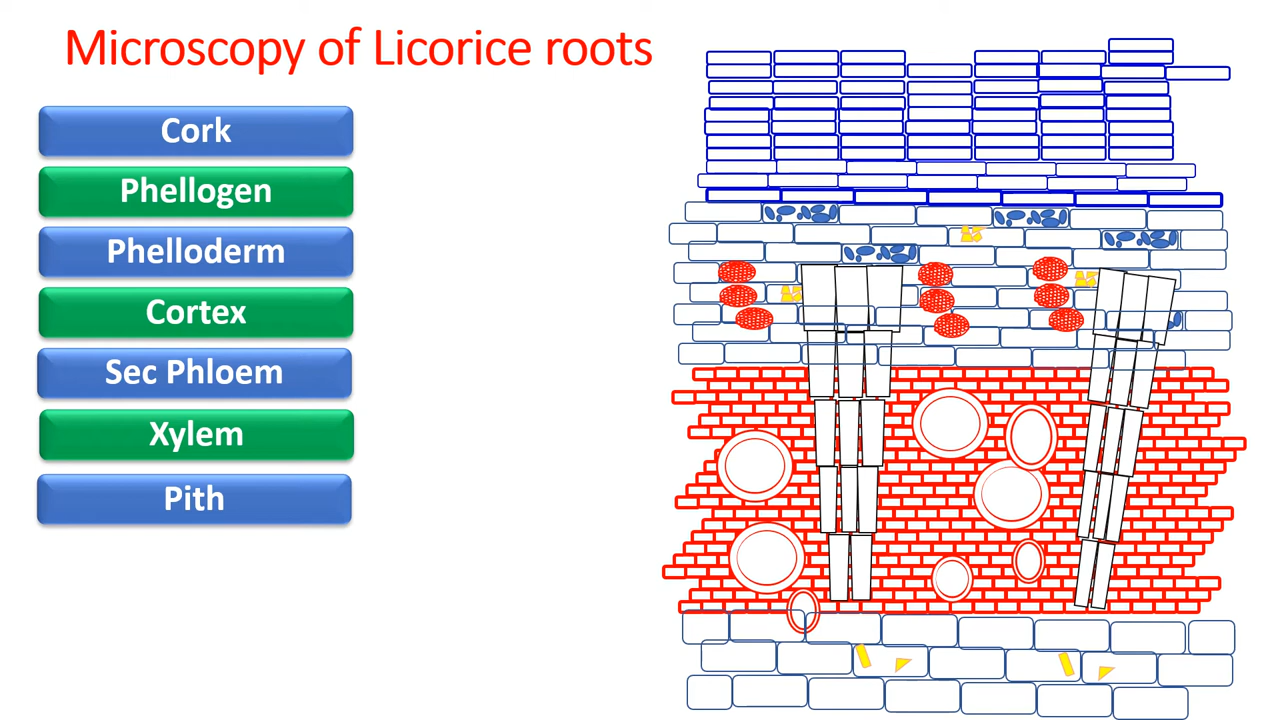 Microscopy of Licorice roots
Cork
Phellogen
Phelloderm
Cortex
Sec Phloem
Xylem
Pith